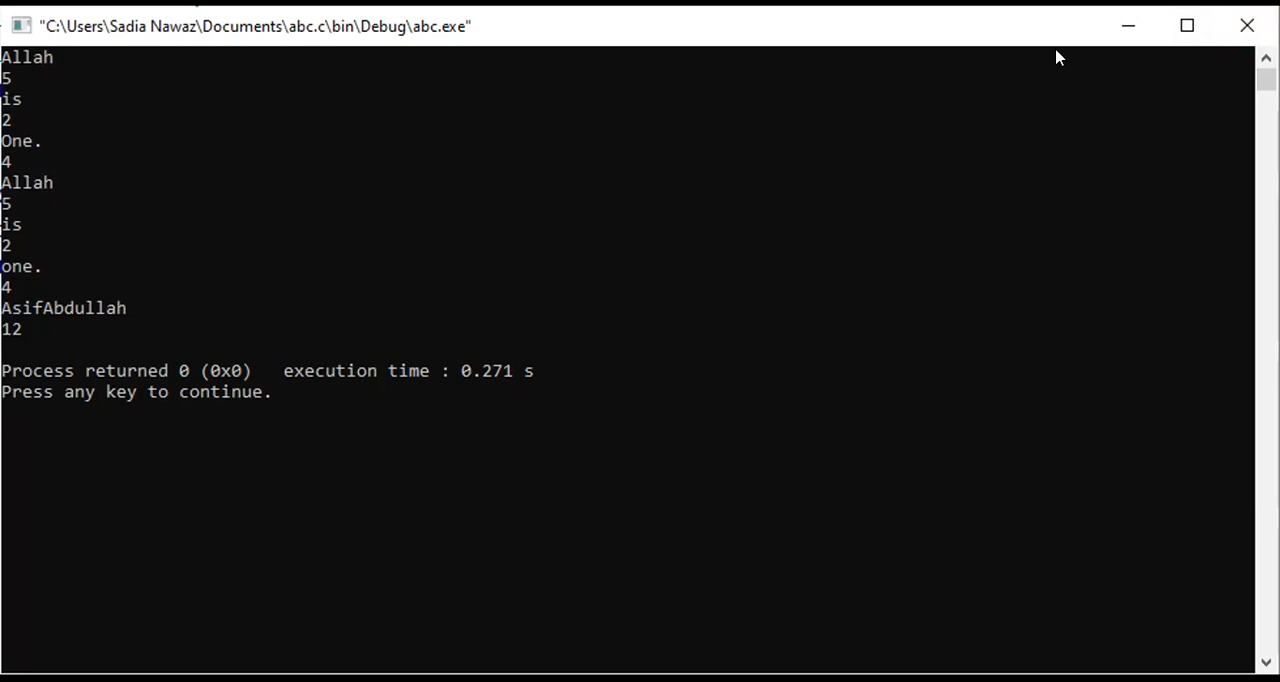 "C:\Users\Sadia Nawaz\Documents\abc.c\bin\Debug\abc.exe"
Allah
5
is
2
One.
4
Allah
5
is
2
one.
4
AsifAbdullah
12
Process returned 0 (0x0)   execution time : 0.271 s
Press any key to continue.